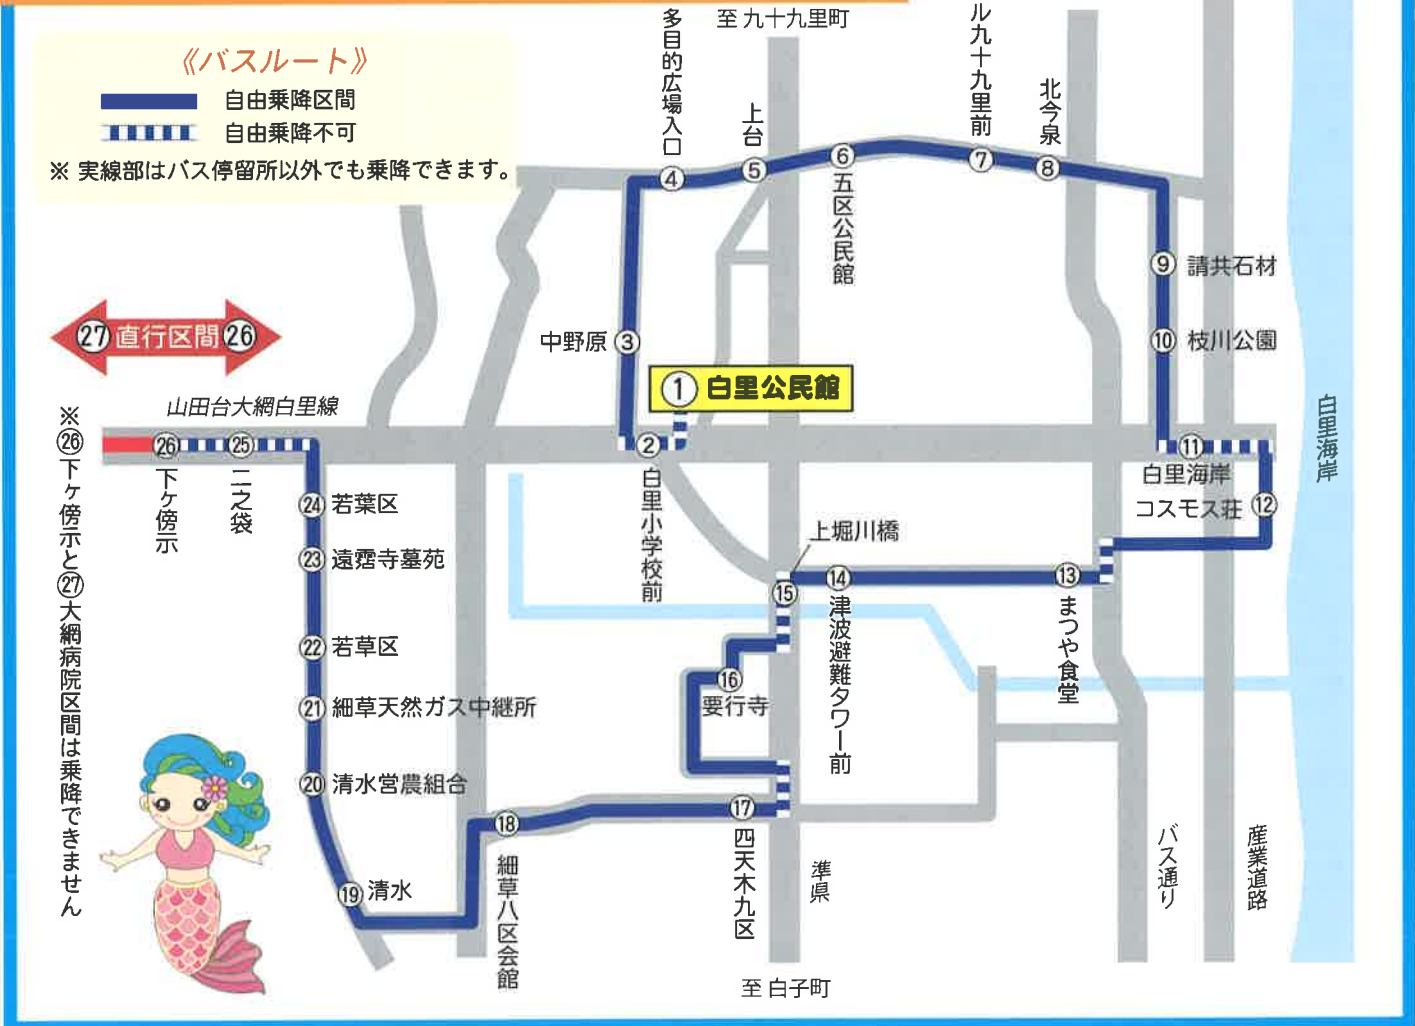 《バスルート》
自由乗降区間
自由乗降不可
※ 実線部はバス停留所以外でも乗降できます。
至 九十九里町
④
多目的広場入口
⑤
上台
⑥
五区公民館
⑦
ル九十九里前
⑧
北今泉
⑨ 請共石材
⑩ 枝川公園
中野原 ③
① 白里公民館
②
白里小学校前
㉗ 直行区間 ㉖
山田台大網白里線
㉖
下ヶ傍示
㉕
二之袋
※㉖下ヶ傍示と㉗大網病院区間は乗降できません
⑪
白里海岸
コスモス荘 ⑫
白里海岸
㉔ 若葉区
㉓ 遠霑寺墓苑
㉒ 若草区
㉑ 細草天然ガス中継所
⑳ 清水営農組合
⑲ 清水
上堀川橋
⑮
⑭
津波避難タワー前
⑬
まつや食堂
⑯
要行寺
⑰
四天木九区
⑱
細草八区会館
準県
バス通り
産業道路
至 白子町